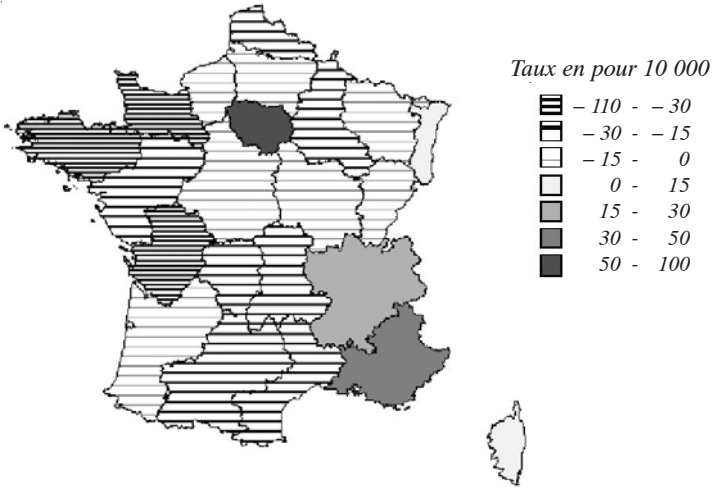 Taux en pour 10 000
– 110 - – 30
– 30 - – 15
– 15 - 0
0 - 15
15 - 30
30 - 50
50 - 100